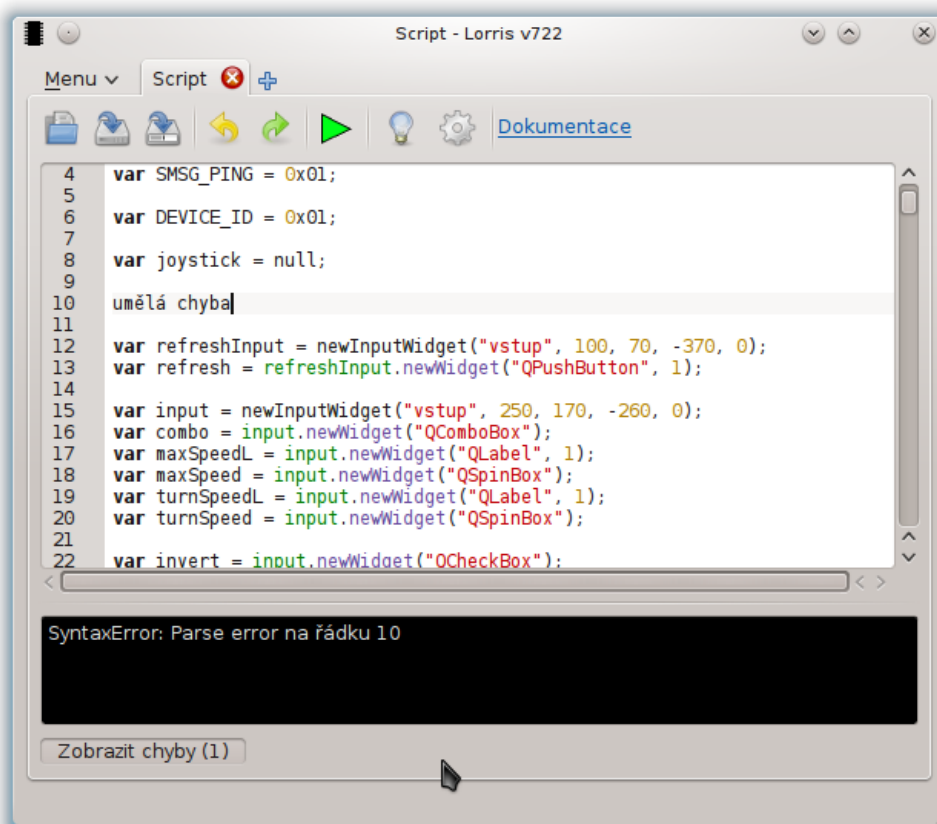 Script - Lorris v722
Menu Script
Dokumentace
4 var SMSG_PING = 0x01;
5
6 var DEVICE_ID = 0x01;
7
8 var joystick = null;
9
10 umělá chyba
11
12 var refreshInput = newInputWidget("vstup", 100, 70, -370, 0);
13 var refresh = refreshInput.newWidget("QPushButton", 1);
14
15 var input = newInputWidget("vstup", 250, 170, -260, 0);
16 var combo = input.newWidget("QComboBox");
17 var maxSpeedL = input.newWidget("QLabel", 1);
18 var maxSpeed = input.newWidget("QSpinBox");
19 var turnSpeedL = input.newWidget("QLabel", 1);
20 var turnSpeed = input.newWidget("QSpinBox");
21
22 var invert = input.newWidget("QCheckBox");
SyntaxError: Parse error na řádku 10
Zobrazit chyby (1)